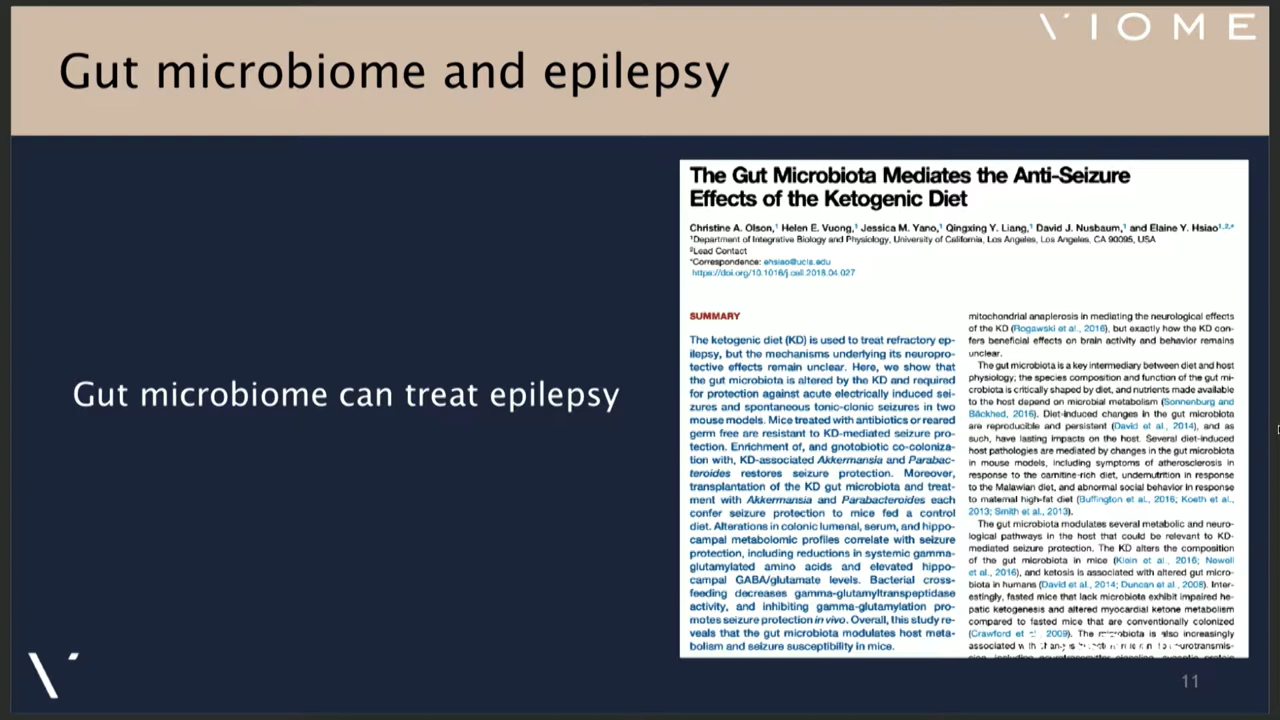 VIOME
Gut microbiome and epilepsy
Gut microbiome can treat epilepsy
The Gut Microbiota Mediates the Anti-Seizure
Effects of the Ketogenic Diet
Christine A. Olson,¹ Helen E. Vuong,¹ Jessica M. Yano,¹ Qingxing Y. Liang,¹ David J. Nusbaum,¹ and Elaine Y. Hsiao¹,²,*
¹Department of Integrative Biology and Physiology, University of California, Los Angeles, Los Angeles, CA 90095, USA
²Lead Contact
*Correspondence: ehsiao@ucla.edu
https://doi.org/10.1016/j.cell.2018.04.027
SUMMARY
The ketogenic diet (KD) is used to treat refractory ep-
ilepsy, but the mechanisms underlying its neuropro-
tective effects remain unclear. Here, we show that
the gut microbiota is altered by the KD and required
for protection against acute electrically induced sei-
zures and spontaneous tonic-clonic seizures in two
mouse models. Mice treated with antibiotics or reared
germ free are resistant to KD-mediated seizure pro-
tection. Enrichment of, and gnotobiotic co-coloniza-
tion with, KD-associated Akkermansia and Parabac-
teroides restores seizure protection. Moreover,
transplantation of the KD gut microbiota and treat-
ment with Akkermansia and Parabacteroides each
confer seizure protection to mice fed a control
diet. Alterations in colonic lumenal, serum, and hippo-
campal metabolomic profiles correlate with seizure
protection, including reductions in systemic gamma-
glutamylated amino acids and elevated hippo-
campal GABA/glutamate levels. Bacterial cross-
feeding decreases gamma-glutamyltranspeptidase
activity, and inhibiting gamma-glutamylation pro-
motes seizure protection in vivo. Overall, this study re-
veals that the gut microbiota modulates host meta-
bolism and seizure susceptibility in mice.
mitochondrial anaplerosis in mediating the neurological effects
of the KD (Rogawski et al., 2016), but exactly how the KD con-
fers beneficial effects on brain activity and behavior remains
unclear.
The gut microbiota is a key intermediary between diet and host
physiology; the species composition and function of the gut mi-
crobiota is critically shaped by diet, and nutrients made available
to the host depend on microbial metabolism (Sonnenburg and
Bäckhed, 2016). Diet-induced changes in the gut microbiota
are reproducible and persistent (David et al., 2014), and as
such, have lasting impacts on the host. Several diet-induced
host pathologies are mediated by changes in the gut microbiota
in mouse models, including symptoms of atherosclerosis in
response to the carnitine-rich diet, undernutrition in response
to the Malawian diet, and abnormal social behavior in response
to maternal high-fat diet (Buffington et al., 2016; Koeth et al.,
2013; Smith et al., 2013).
The gut microbiota modulates several metabolic and neuro-
logical pathways in the host that could be relevant to KD-
mediated seizure protection. The KD alters the composition
of the gut microbiota in mice (Klein et al., 2016; Newell
et al., 2016), and ketosis is associated with altered gut micro-
biota in humans (David et al., 2014; Duncan et al., 2008). Inter-
estingly, fasted mice that lack microbiota exhibit impaired he-
patic ketogenesis and altered myocardial ketone metabolism
compared to fasted mice that are conventionally colonized
(Crawford et al., 2009). The microbiota is also increasingly
associated with changes in neurotransmis-
11